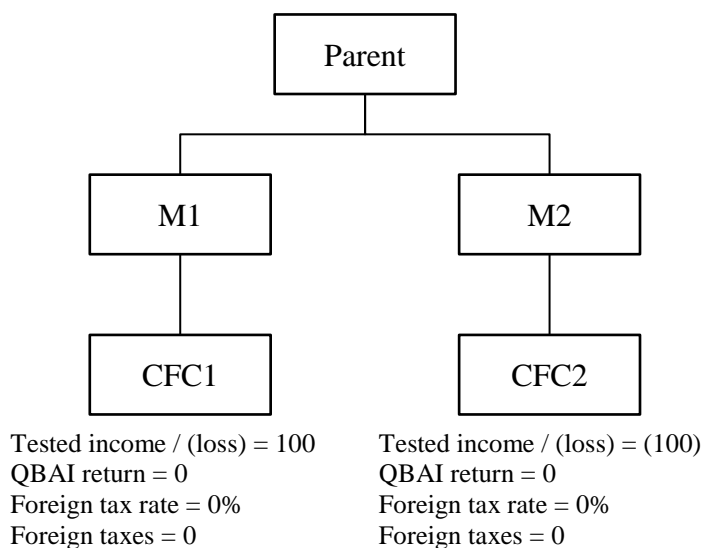 Parent
M1
M2
CFC1
CFC2
Tested income / (loss) = 100
QBAI return = 0
Foreign tax rate = 0%
Foreign taxes = 0
Tested income / (loss) = (100)
QBAI return = 0
Foreign tax rate = 0%
Foreign taxes = 0